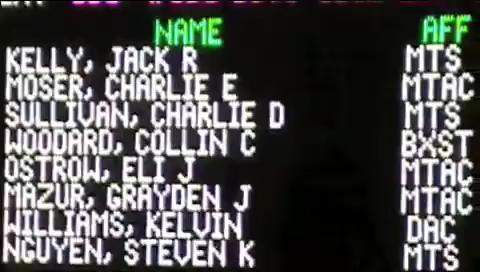 NAME AFF
KELLY, JACK R MTS
MOSER, CHARLIE E MTAC
SULLIVAN, CHARLIE D MTS
WOODARD, COLLIN C BXST
OSTROW, ELI J MTAC
MAZUR, GRAYDEN J MTAC
WILLIAMS, KELVIN DAC
NGUYEN, STEVEN K MTS